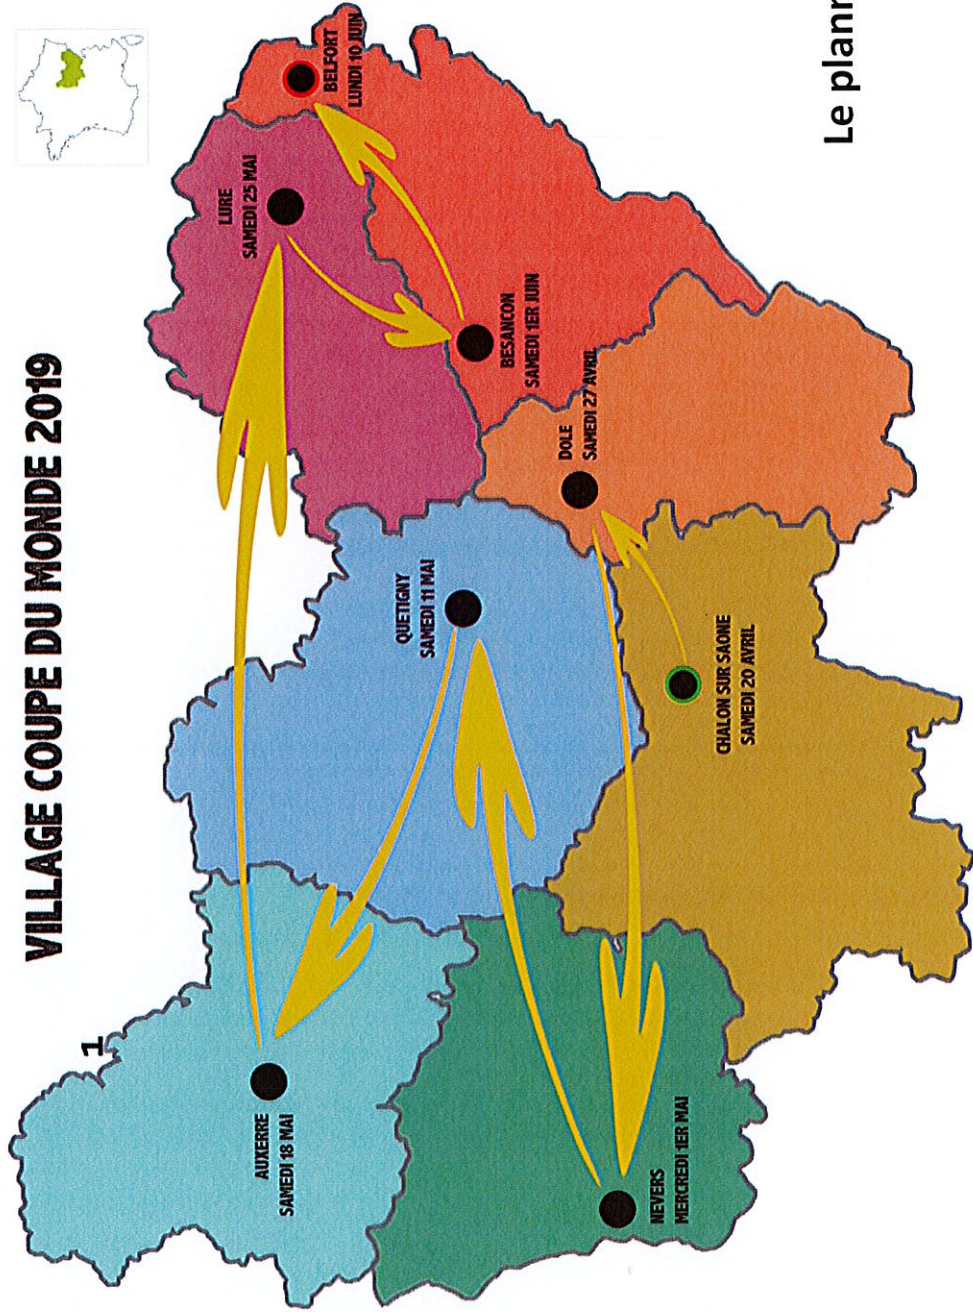 VILLAGE COUPE DU MONDE 2019
1
AUXERRE
SAMEDI 18 MAI
NEVERS
MERCREDI 1ER MAI
QUETIGNY
SAMEDI 11 MAI
CHALON SUR SAONE
SAMEDI 20 AVRIL
DOLE
SAMEDI 27 AVRIL
BESANCON
SAMEDI 1ER JUIN
LURE
SAMEDI 25 MAI
BELFORT
LUNDI 10 JUIN
Le plann